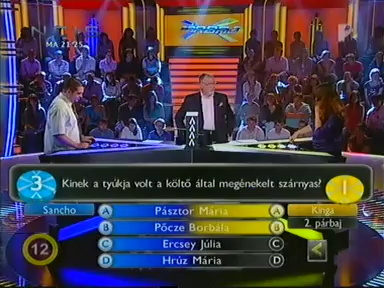 MA 21:25
3 Kinek a tyúkja volt a költő által megénekelt szárnyas? 1
Sancho A Pásztor Mária A Kinga
B Pőcze Borbála B 2. párbaj
12 C Ercsey Júlia C
D Hrúz Mária D